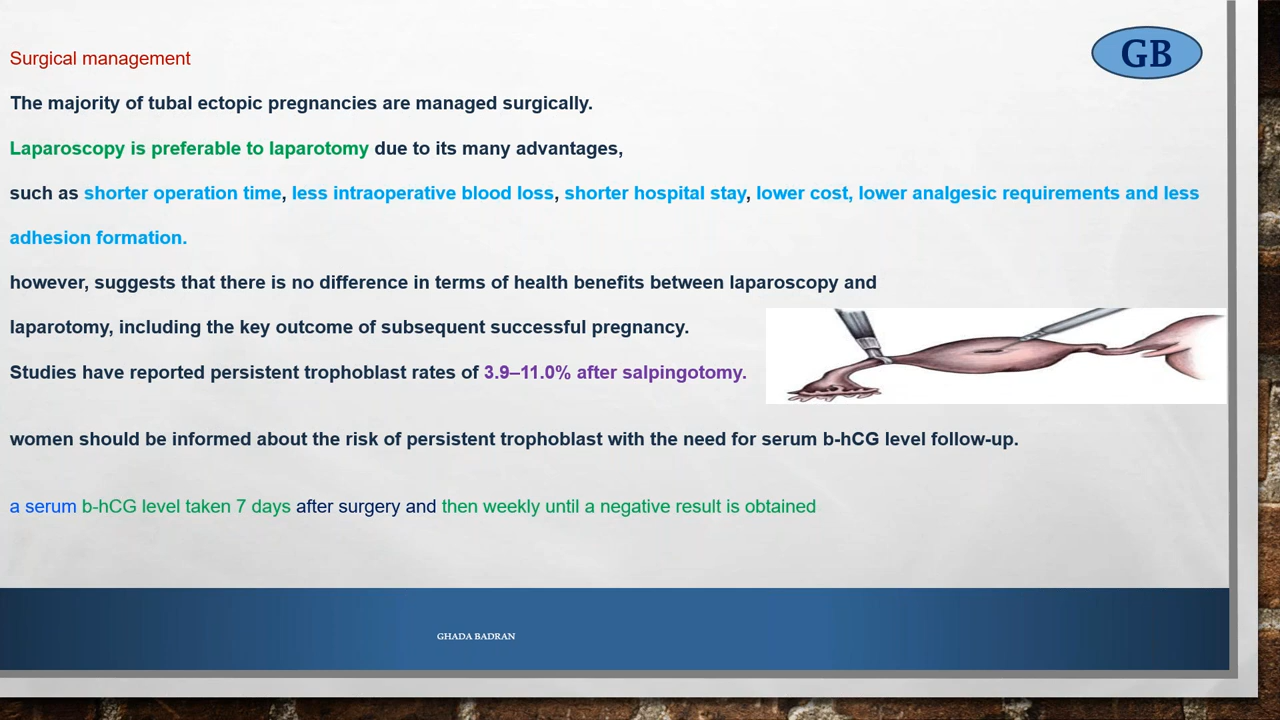 GB
Surgical management
The majority of tubal ectopic pregnancies are managed surgically.
Laparoscopy is preferable to laparotomy due to its many advantages,
such as shorter operation time, less intraoperative blood loss, shorter hospital stay, lower cost, lower analgesic requirements and less
adhesion formation.
however, suggests that there is no difference in terms of health benefits between laparoscopy and
laparotomy, including the key outcome of subsequent successful pregnancy.
Studies have reported persistent trophoblast rates of 3.9–11.0% after salpingotomy.
women should be informed about the risk of persistent trophoblast with the need for serum b-hCG level follow-up.
a serum b-hCG level taken 7 days after surgery and then weekly until a negative result is obtained
GHADA BADRAN